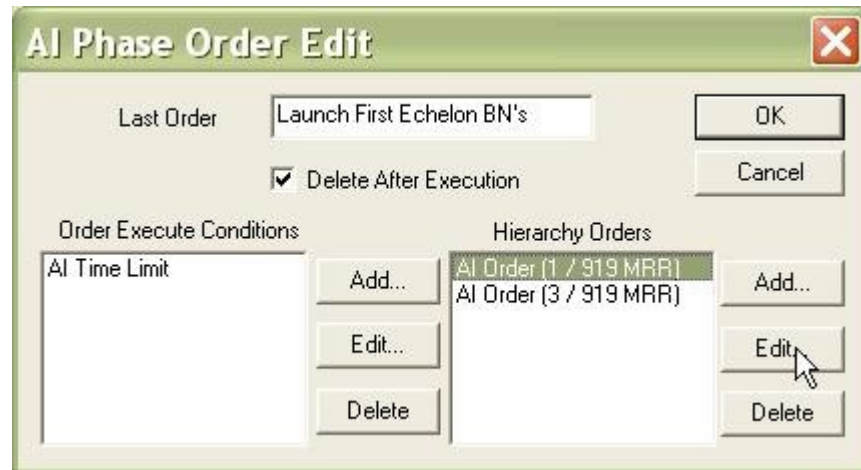 AI Phase Order Edit
Last Order
Launch First Echelon BN's
OK
Delete After Execution
Cancel
Order Execute Conditions
Hierarchy Orders
AI Time Limit
Add...
Edit...
Delete
AI Order (1 / 919 MRR)
AI Order (3 / 919 MRR)
Add...
Edit...
Delete